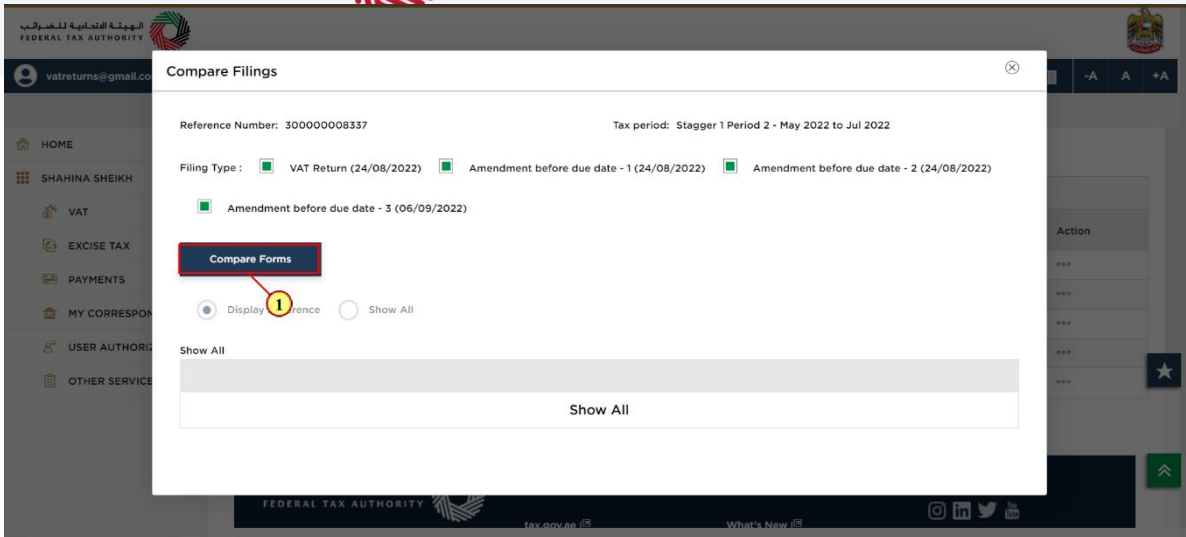 الهيئة الاتحادية للضرائب
FEDERAL TAX AUTHORITY
vatreturns@gmail.co
-A A +A
Compare Filings
Reference Number: 300000008337 Tax period: Stagger 1 Period 2 - May 2022 to Jul 2022
HOME
Filing Type : VAT Return (24/08/2022) Amendment before due date - 1 (24/08/2022) Amendment before due date - 2 (24/08/2022)
SHAHINA SHEIKH
VAT
Amendment before due date - 3 (06/09/2022)
Action
EXCISE TAX
Compare Forms
PAYMENTS
1
MY CORRESPON
Display erence Show All
USER AUTHORIZ
Show All
OTHER SERVICE
Show All
FEDERAL TAX AUTHORITY
tax.gov.ae What's New